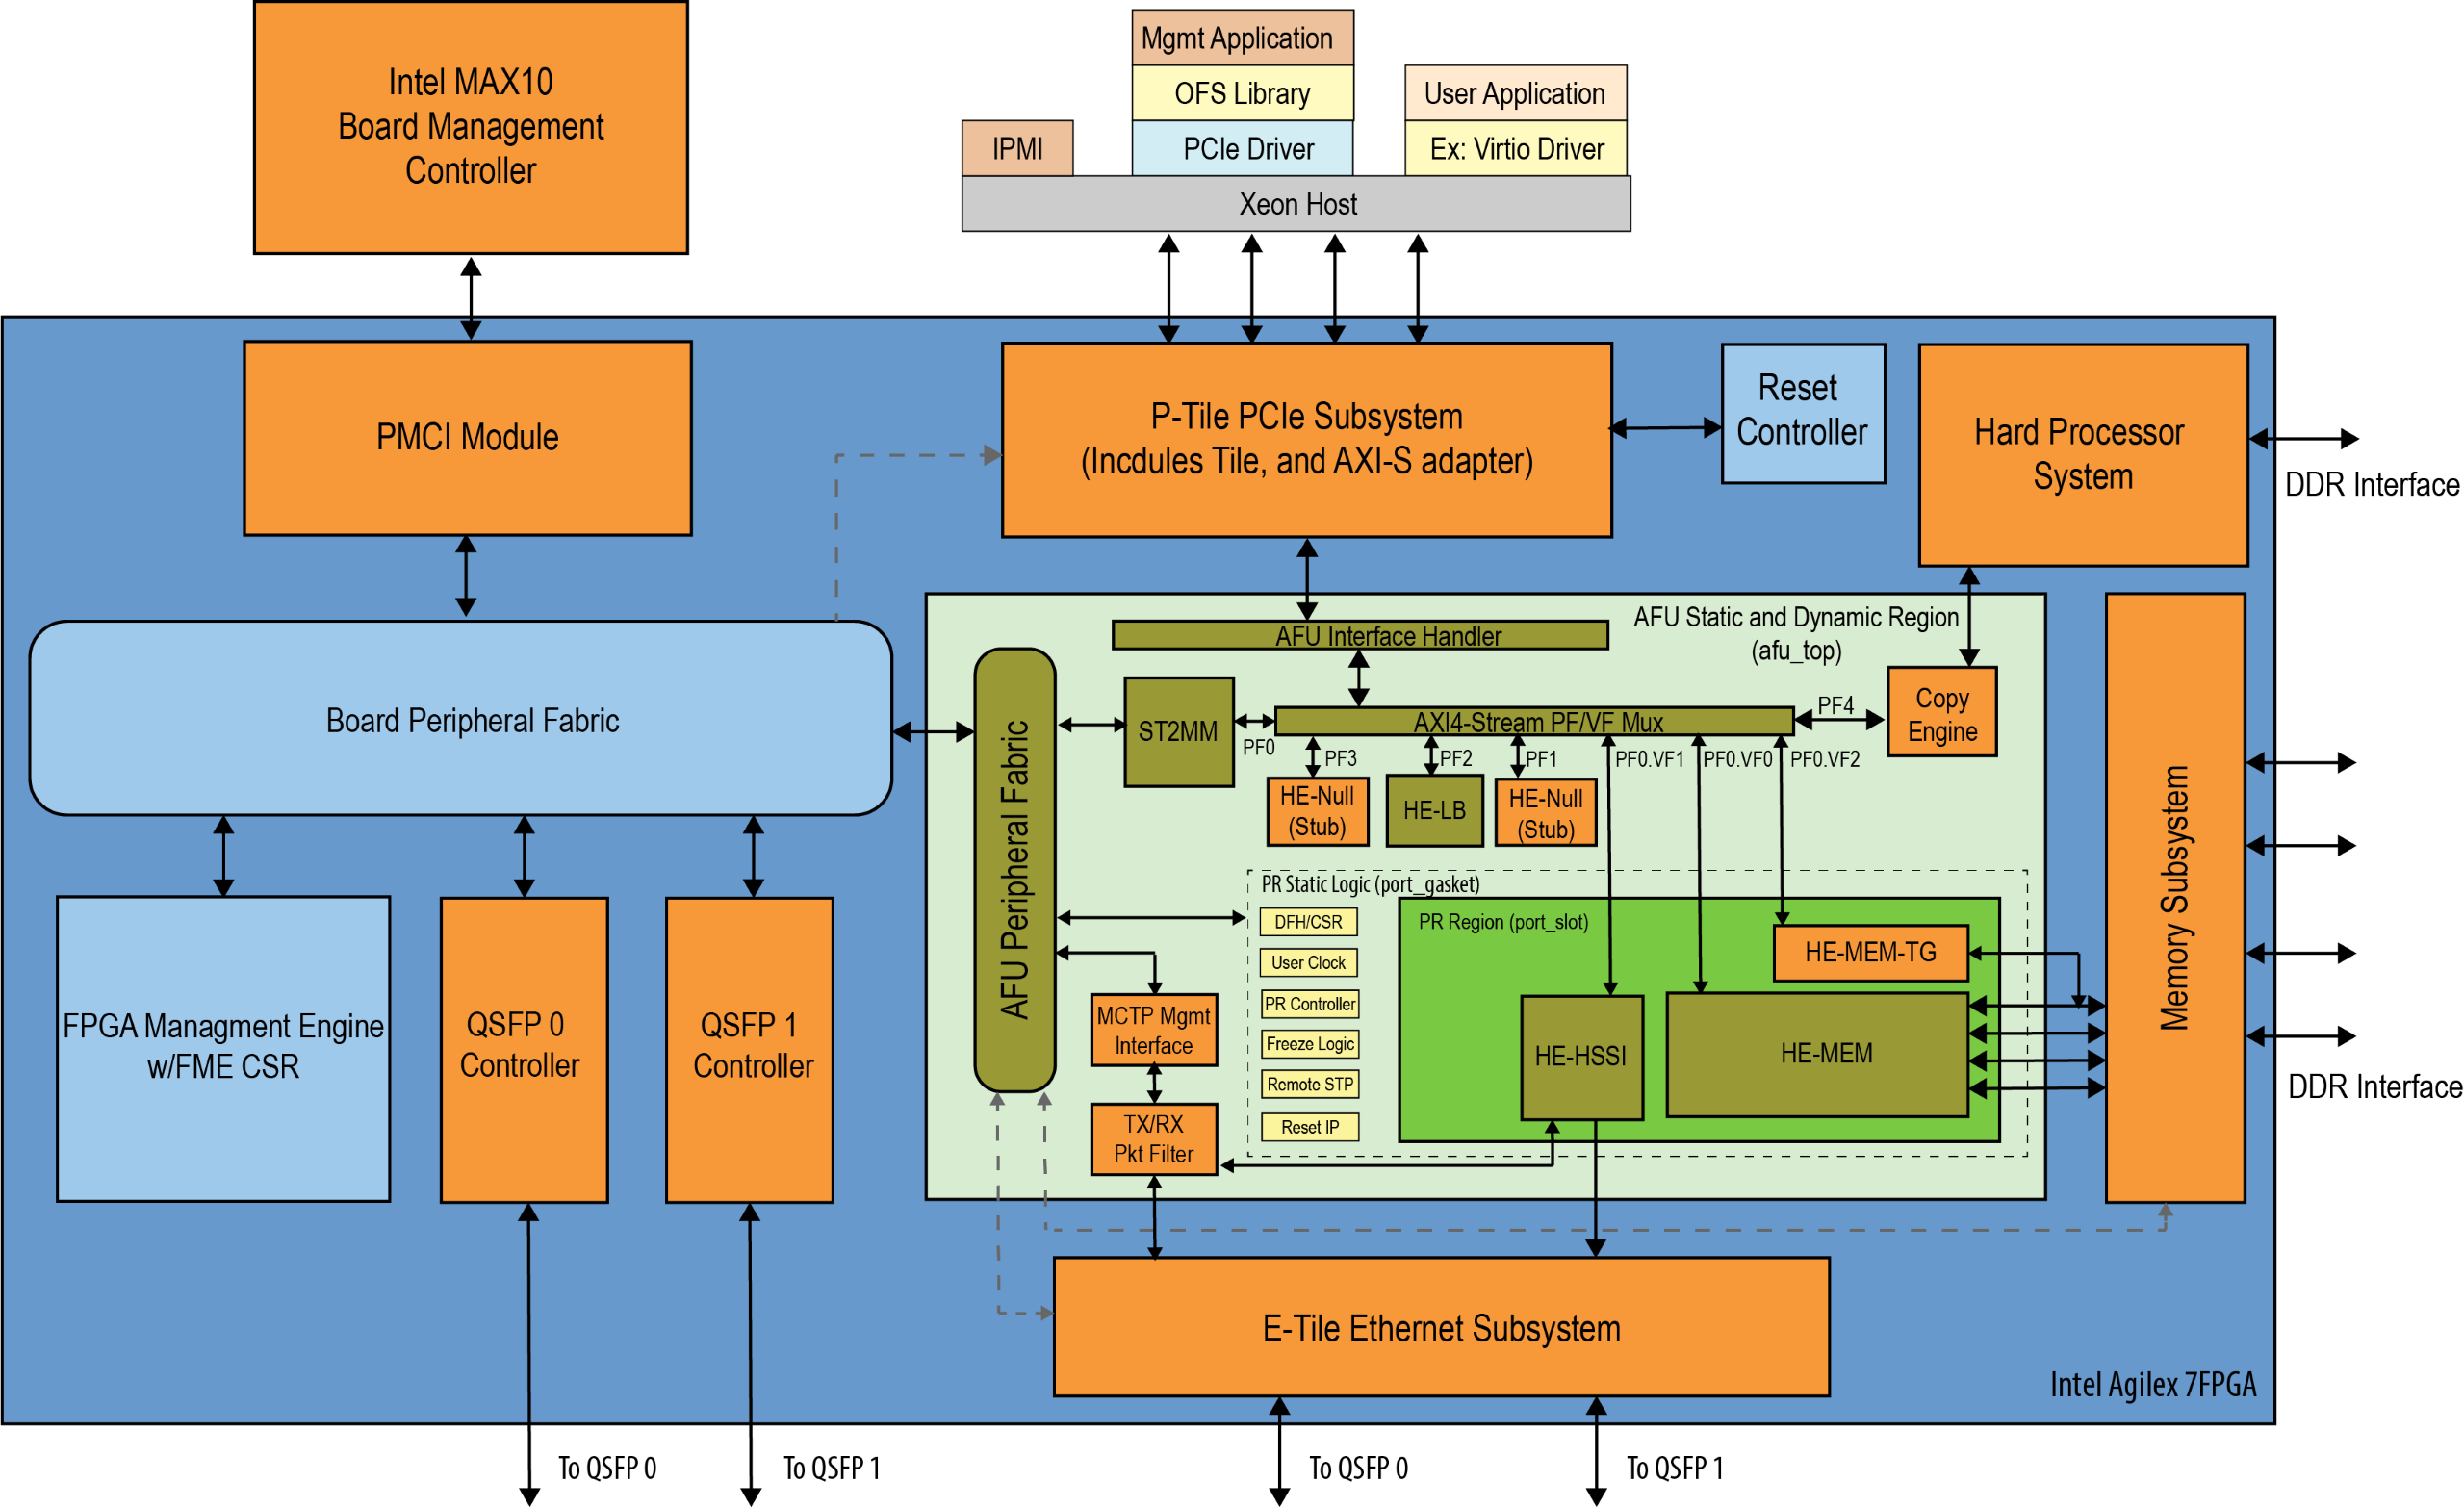 Intel MAX10
Board Management
Controller
Mgmt Application
OFS Library
PCIe Driver
User Application
Ex: Virtio Driver
IPMI
Xeon Host
PMCI Module
P-Tile PCIe Subsystem
(Incdules Tile, and AXI-S adapter)
Reset
Controller
Hard Processor
System
DDR Interface
Board Peripheral Fabric
AFU Static and Dynamic Region
(afu_top)
AFU Interface Handler
AFU Peripheral Fabric
ST2MM
PF0
AXI4-Stream PF/VF Mux
PF4
Copy
Engine
PF3
PF2
PF1
PF0.VF1
PF0.VF0
PF0.VF2
HE-Null
(Stub)
HE-LB
HE-Null
(Stub)
PR Static Logic (port_gasket)
DFH/CSR
User Clock
PR Controller
Freeze Logic
Remote STP
Reset IP
PR Region (port_slot)
HE-MEM-TG
HE-HSSI
HE-MEM
MCTP Mgmt
Interface
TX/RX
Pkt Filter
Memory Subsystem
DDR Interface
FPGA Managment Engine
w/FME CSR
QSFP 0
Controller
QSFP 1
Controller
E-Tile Ethernet Subsystem
Intel Agilex 7FPGA
To QSFP 0
To QSFP 1
To QSFP 0
To QSFP 1